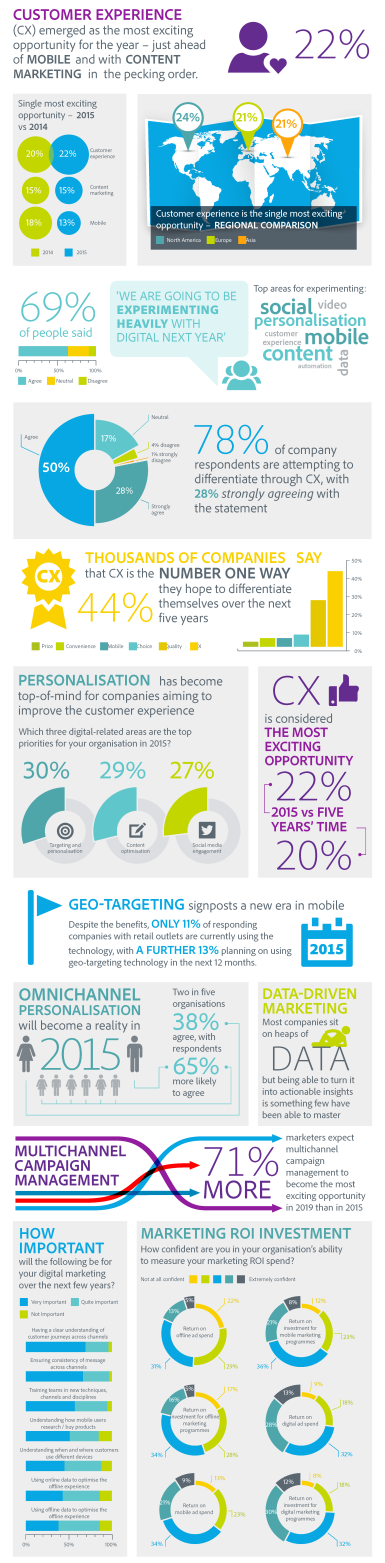 CUSTOMER EXPERIENCE
(CX) emerged as the most exciting
opportunity for the year – just ahead
of MOBILE and with CONTENT
MARKETING in the pecking order.
22%
Single most exciting
opportunity – 2015
vs 2014
20% 22% Customer experience
15% 15% Content marketing
18% 13% Mobile
2014 2015
24% 21% 21%
Customer experience is the single most exciting
opportunity – REGIONAL COMPARISON
North America Europe Asia
69%
of people said
0% 50% 100%
Agree Neutral Disagree
'WE ARE GOING TO BE
EXPERIMENTING
HEAVILY WITH
DIGITAL NEXT YEAR'
Top areas for experimenting:
social video
personalisation
customer
experience mobile
content
automation data
Agree
50%
Neutral
17%
4% disagree
1% strongly
disagree
28%
Strongly
agree
78% of company
respondents are attempting to
differentiate through CX, with
28% strongly agreeing with
the statement
CX
THOUSANDS OF COMPANIES SAY
that CX is the NUMBER ONE WAY
44% they hope to differentiate
themselves over the next
five years
50%
40%
30%
20%
10%
0%
Price Convenience Mobile Choice Quality CX
PERSONALISATION has become
top-of-mind for companies aiming to
improve the customer experience
Which three digital-related areas are the top
priorities for your organisation in 2015?
30% 29% 27%
Targeting and
personalisation
Content
optimisation
Social media
engagement
CX
is considered
THE MOST
EXCITING
OPPORTUNITY
22%
2015 vs FIVE
YEARS' TIME
20%
GEO-TARGETING signposts a new era in mobile
Despite the benefits, ONLY 11% of responding
companies with retail outlets are currently using the
technology, with A FURTHER 13% planning on using
geo-targeting technology in the next 12 months.
2015
OMNICHANNEL
PERSONALISATION
will become a reality in
2015
Two in five
organisations
38%
agree, with
respondents
65%
more likely
to agree
DATA-DRIVEN
MARKETING
Most companies sit
on heaps of
DATA
but being able to turn it
into actionable insights
is something few have
been able to master
MULTICHANNEL
CAMPAIGN
MANAGEMENT
71%
MORE
marketers expect
multichannel
campaign
management to
become the most
exciting opportunity
in 2019 than in 2015
HOW
IMPORTANT
will the following be for
your digital marketing
over the next few years?
Very important Quite important
Not important
Having a clear understanding of
customer journeys across channels
Ensuring consistency of message
across channels
Training teams in new techniques,
channels and disciplines
Understanding how mobile users
research / buy products
Understanding when and where customers
use different devices
Using online data to optimise the
offline experience
Using offline data to optimise the
offline experience
0% 50% 100%
MARKETING ROI INVESTMENT
How confident are you in your organisation's ability
to measure your marketing ROI spend?
Not at all confident Extremely confident
Return on
offline ad spend
5% 22% 13% 31% 29%
Return on
investment for
mobile marketing
programmes
8% 12% 21% 36% 23%
Return on
investment for offline
marketing
programmes
5% 17% 16% 34% 28%
Return on
digital ad spend
13% 9% 18% 28% 32%
Return on
mobile ad spend
9% 13% 21% 34% 23%
Return on
investment for digital
marketing
programmes
12% 8% 18% 30% 32%